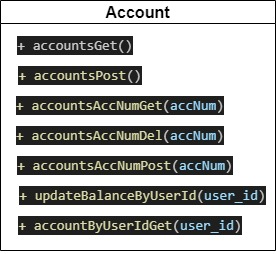 Account
+ accountsGet()
+ accountsPost()
+ accountsAccNumGet(accNum)
+ accountsAccNumDel(accNum)
+ accountsAccNumPost(accNum)
+ updateBalanceByUserId(user_id)
+ accountByUserIdGet(user_id)